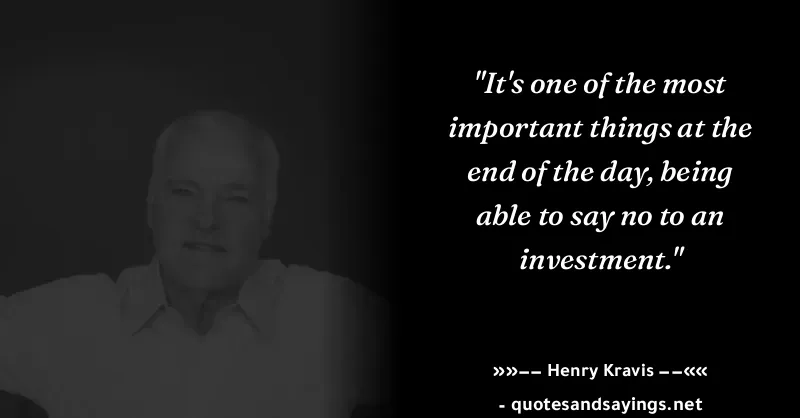 "It's one of the most
important things at the
end of the day, being
able to say no to an
investment."
»»–– Henry Kravis ––««
- quotesandsayings.net